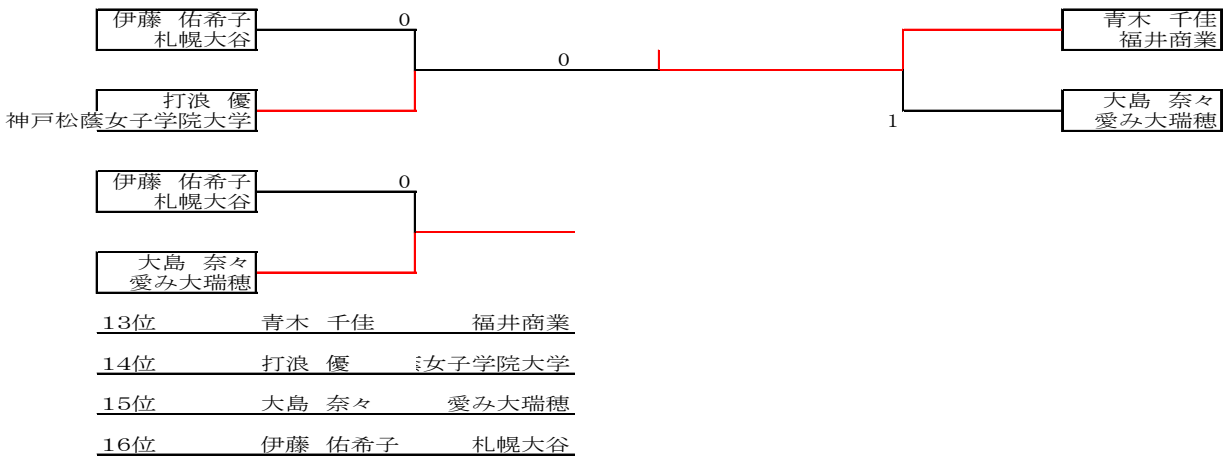 伊藤 佑希子
札幌大谷
0
0
打浪 優
神戸松蔭女子学院大学
青木 千佳
福井商業
1
大島 奈々
愛み大瑞穂
伊藤 佑希子
札幌大谷
0
大島 奈々
愛み大瑞穂
13位 青木 千佳 福井商業
14位 打浪 優 女子学院大学
15位 大島 奈々 愛み大瑞穂
16位 伊藤 佑希子 札幌大谷